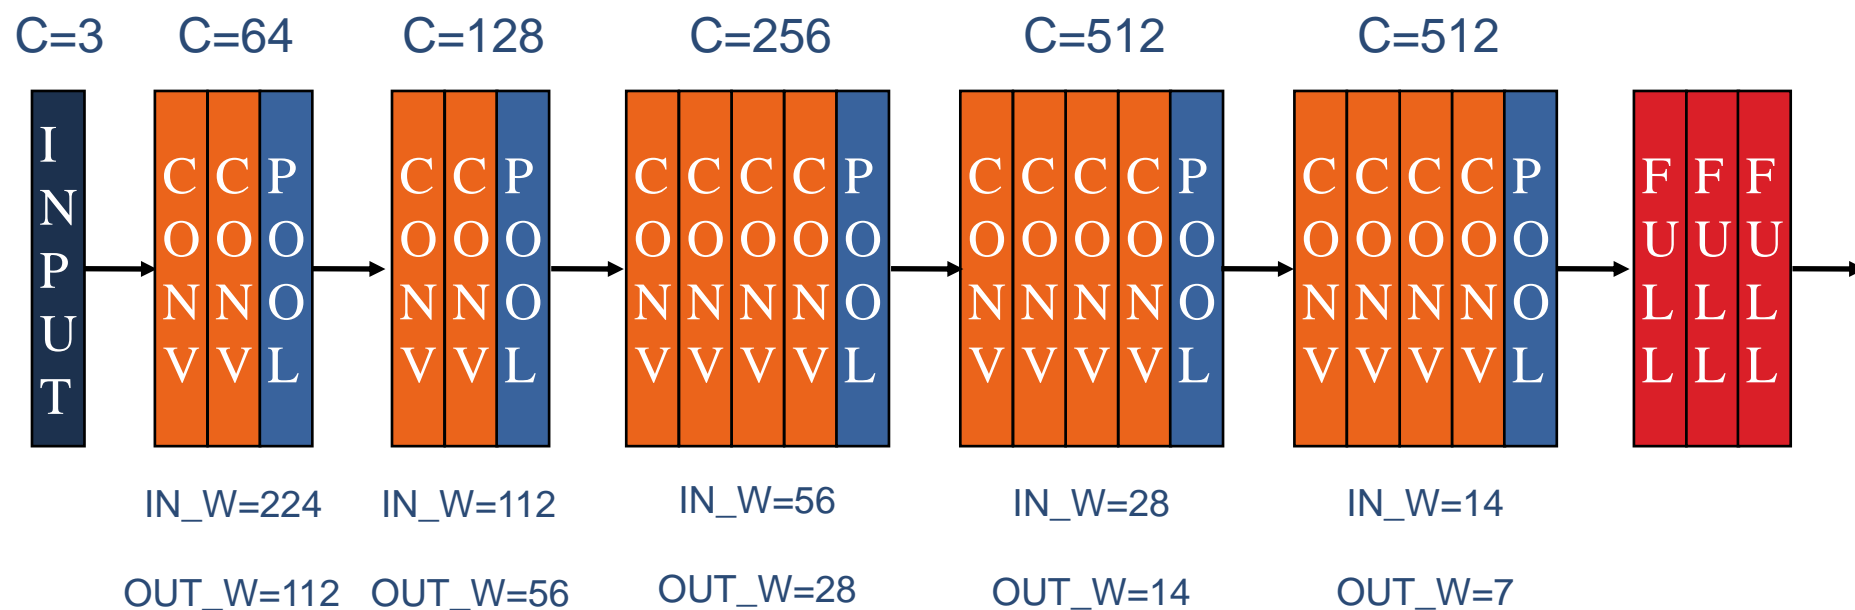 C=3 C=64 C=128 C=256 C=512 C=512
INPUT
CONV
CONV
POOL
CONV
CONV
POOL
CONV
CONV
CONV
CONV
POOL
CONV
CONV
CONV
CONV
POOL
CONV
CONV
CONV
CONV
POOL
FULL
FULL
FULL
IN_W=224 IN_W=112 IN_W=56 IN_W=28 IN_W=14
OUT_W=112 OUT_W=56 OUT_W=28 OUT_W=14 OUT_W=7